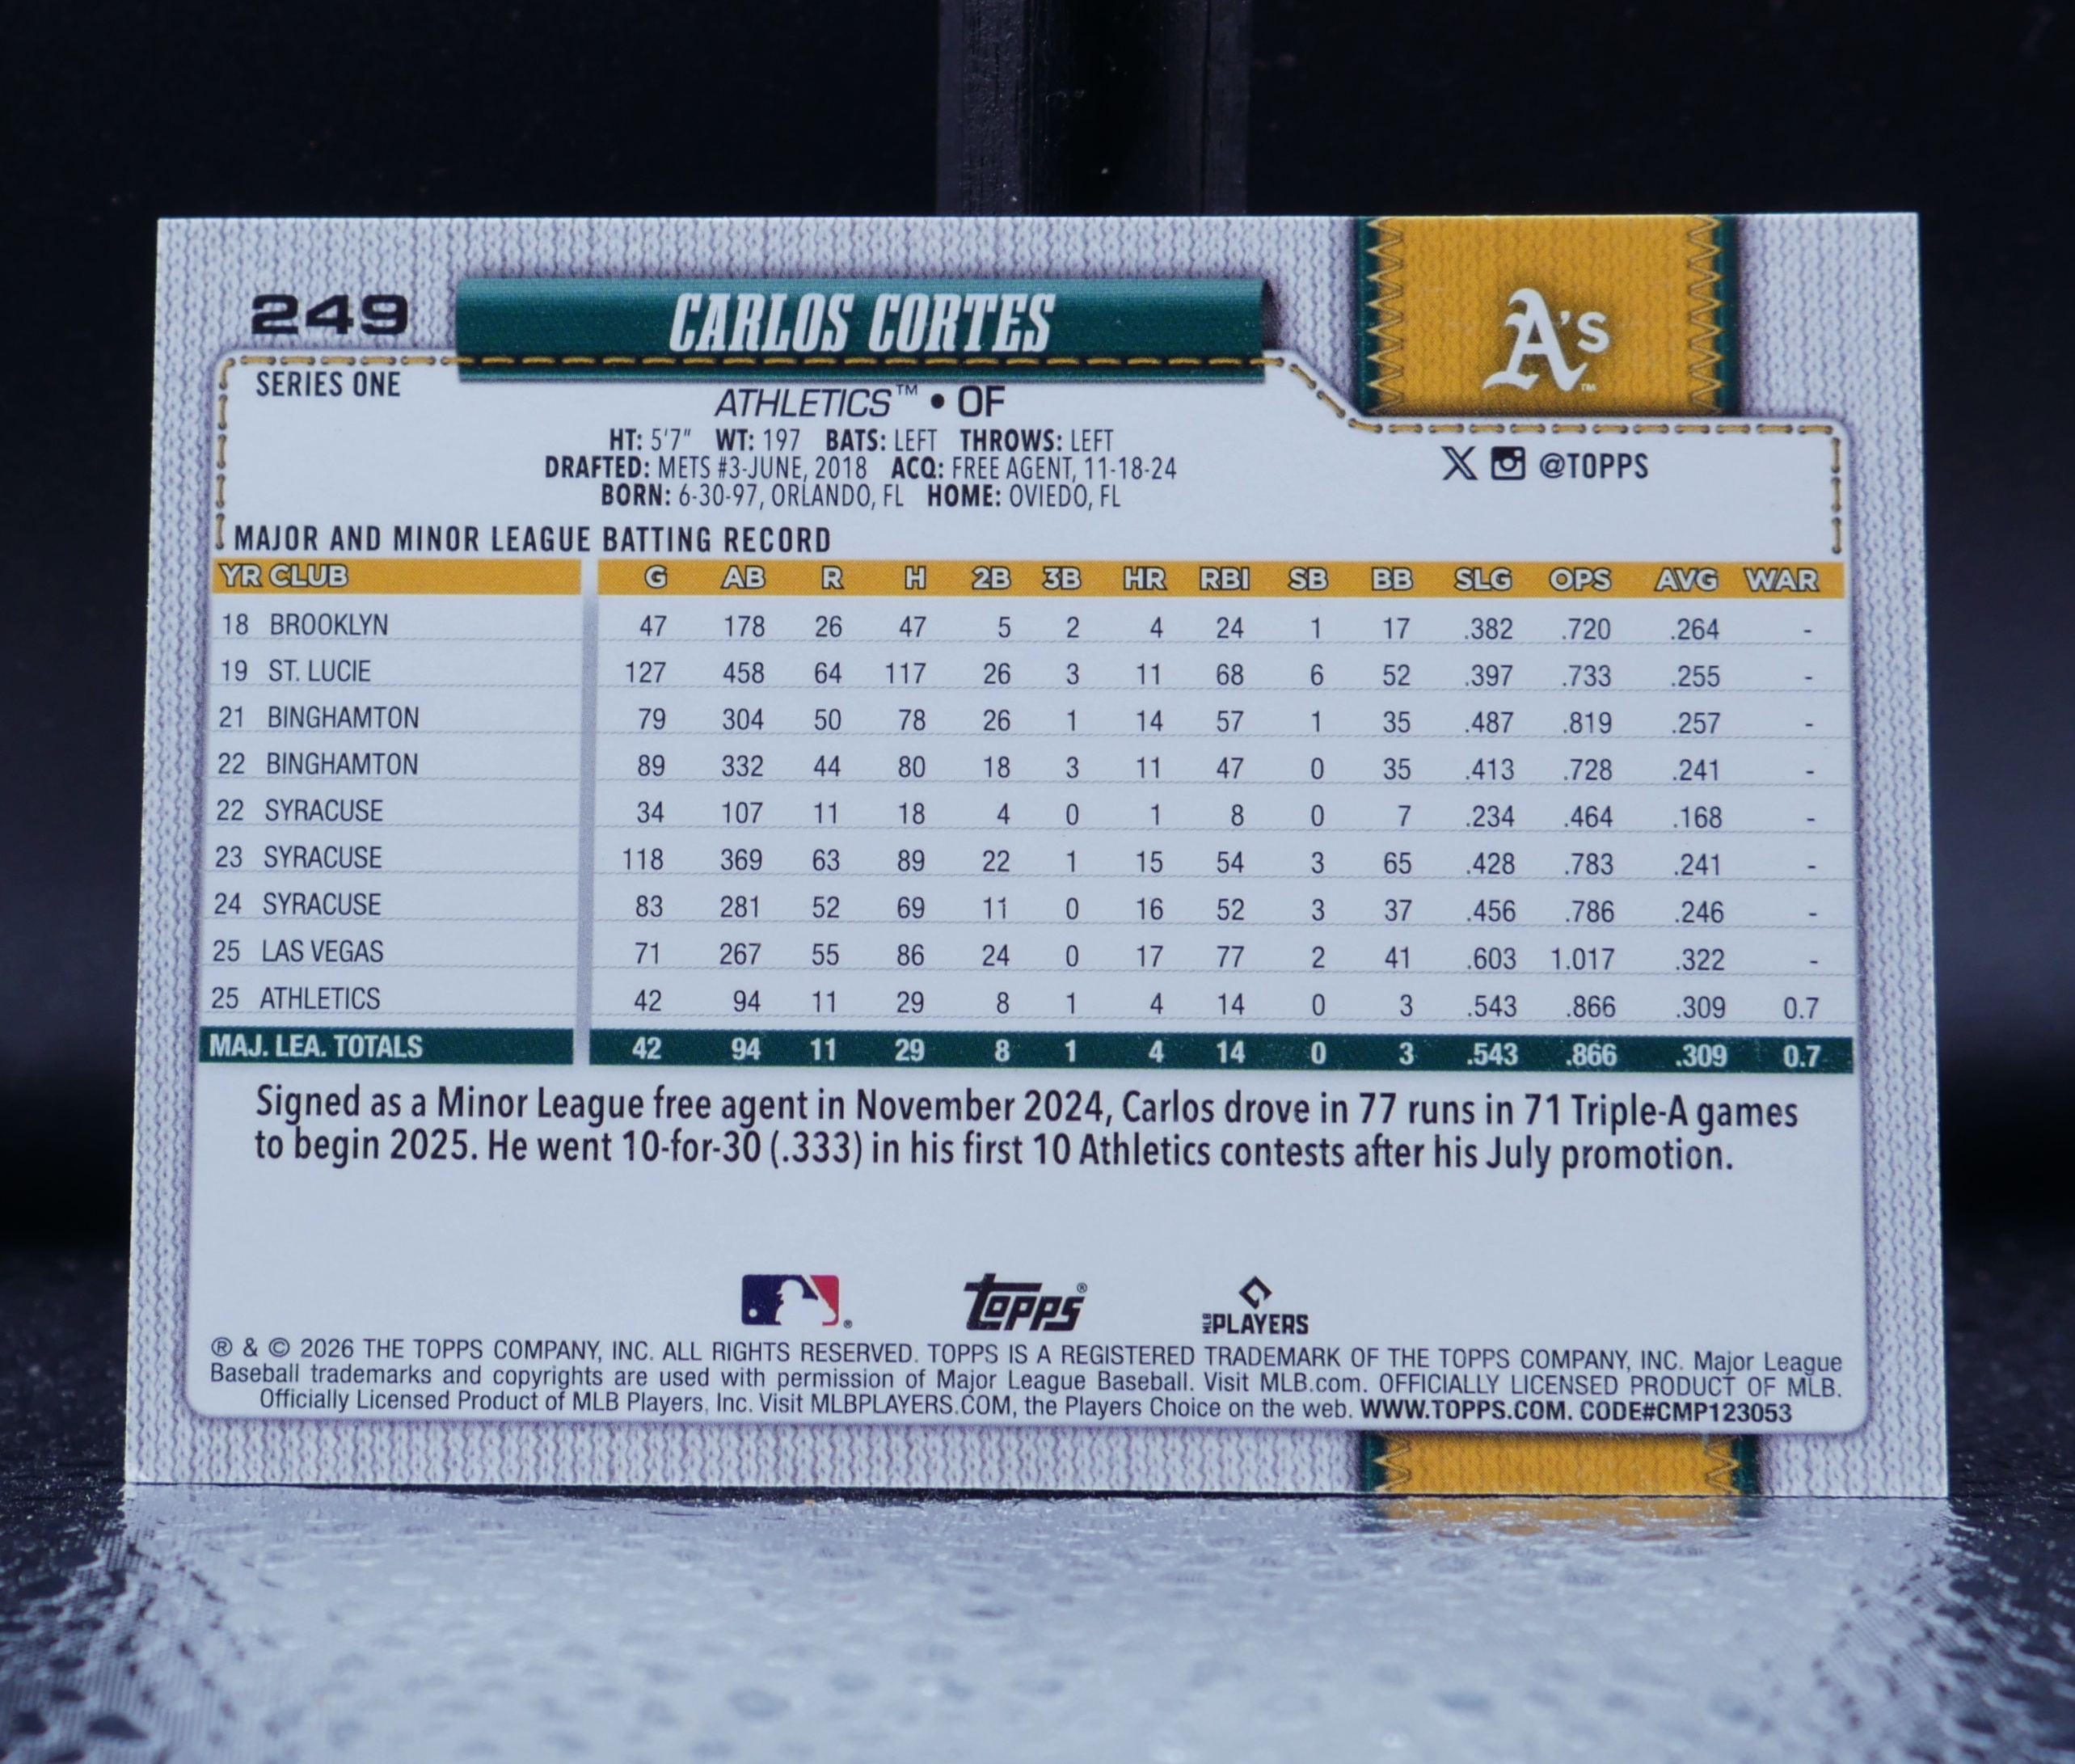 249
CARLOS CORTES
A's™
SERIES ONE
ATHLETICS™ • OF
HT: 5'7" WT: 197 BATS: LEFT THROWS: LEFT
DRAFTED: METS #3-JUNE, 2018 ACQ: FREE AGENT, 11-18-24
BORN: 6-30-97, ORLANDO, FL HOME: OVIEDO, FL
X @TOPPS
MAJOR AND MINOR LEAGUE BATTING RECORD
YR CLUB G AB R H 2B 3B HR RBI SB BB SLG OPS AVG WAR
18 BROOKLYN 47 178 26 47 5 2 4 24 1 17 .382 .720 .264 -
19 ST. LUCIE 127 458 64 117 26 3 11 68 6 52 .397 .733 .255 -
21 BINGHAMTON 79 304 50 78 26 1 14 57 1 35 .487 .819 .257 -
22 BINGHAMTON 89 332 44 80 18 3 11 47 0 35 .413 .728 .241 -
22 SYRACUSE 34 107 11 18 4 0 1 8 0 7 .234 .464 .168 -
23 SYRACUSE 118 369 63 89 22 1 15 54 3 65 .428 .783 .241 -
24 SYRACUSE 83 281 52 69 11 0 16 52 3 37 .456 .786 .246 -
25 LAS VEGAS 71 267 55 86 24 0 17 77 2 41 .603 1.017 .322 -
25 ATHLETICS 42 94 11 29 8 1 4 14 0 3 .543 .866 .309 0.7
MAJ. LEA. TOTALS 42 94 11 29 8 1 4 14 0 3 .543 .866 .309 0.7
Signed as a Minor League free agent in November 2024, Carlos drove in 77 runs in 71 Triple-A games
to begin 2025. He went 10-for-30 (.333) in his first 10 Athletics contests after his July promotion.
® topps® MLB PLAYERS
® & © 2026 THE TOPPS COMPANY, INC. ALL RIGHTS RESERVED. TOPPS IS A REGISTERED TRADEMARK OF THE TOPPS COMPANY, INC. Major League
Baseball trademarks and copyrights are used with permission of Major League Baseball. Visit MLB.com. OFFICIALLY LICENSED PRODUCT OF MLB.
Officially Licensed Product of MLB Players, Inc. Visit MLBPLAYERS.COM, the Players Choice on the web. WWW.TOPPS.COM. CODE#CMP123053